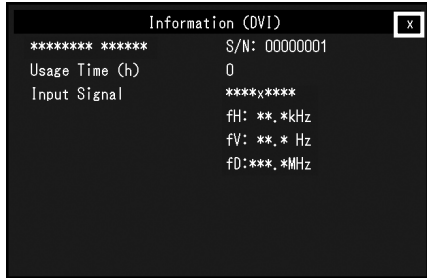 Information (DVI) x
******** ****** S/N: 00000001
Usage Time (h) 0
Input Signal ****x****
fH: **.*kHz
fV: **.* Hz
fD:***.*MHz